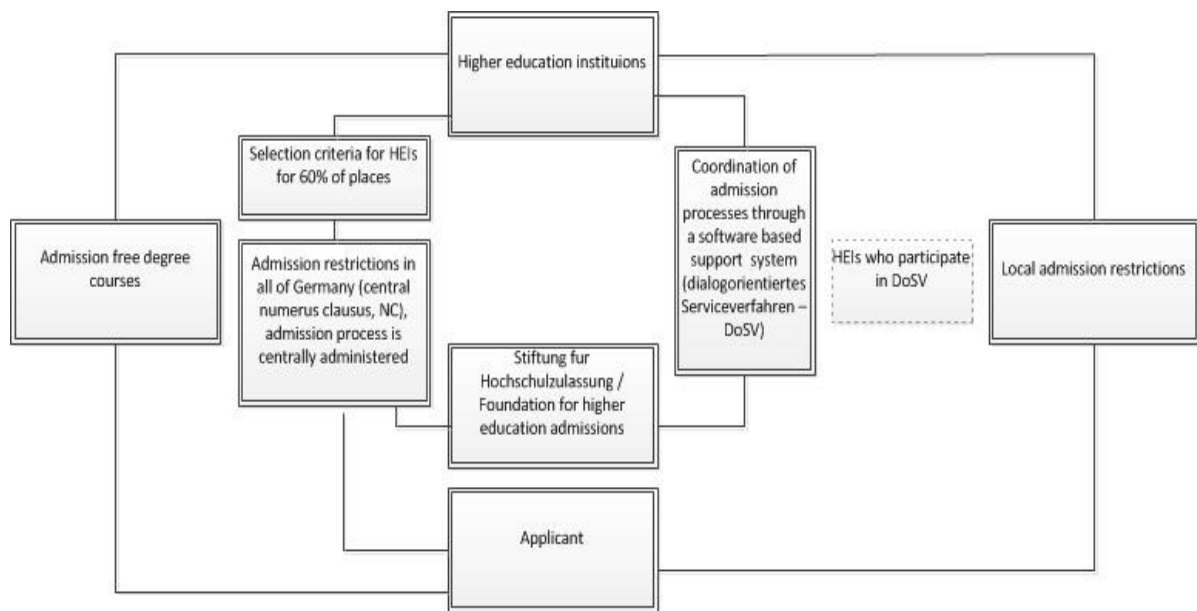 Higher education instituions
Selection criteria for HEIs
for 60% of places
Coordination of
admission
processes through
a software based
support system
(dialogorientiertes
Serviceverfahren –
DoSV)
Admission free degree
courses
Admission restrictions in
all of Germany (central
numerus clausus, NC),
admission process is
centrally administered
HEIs who participate
in DoSV
Local admission restrictions
Stiftung fur
Hochschulzulassung /
Foundation for higher
education admissions
Applicant